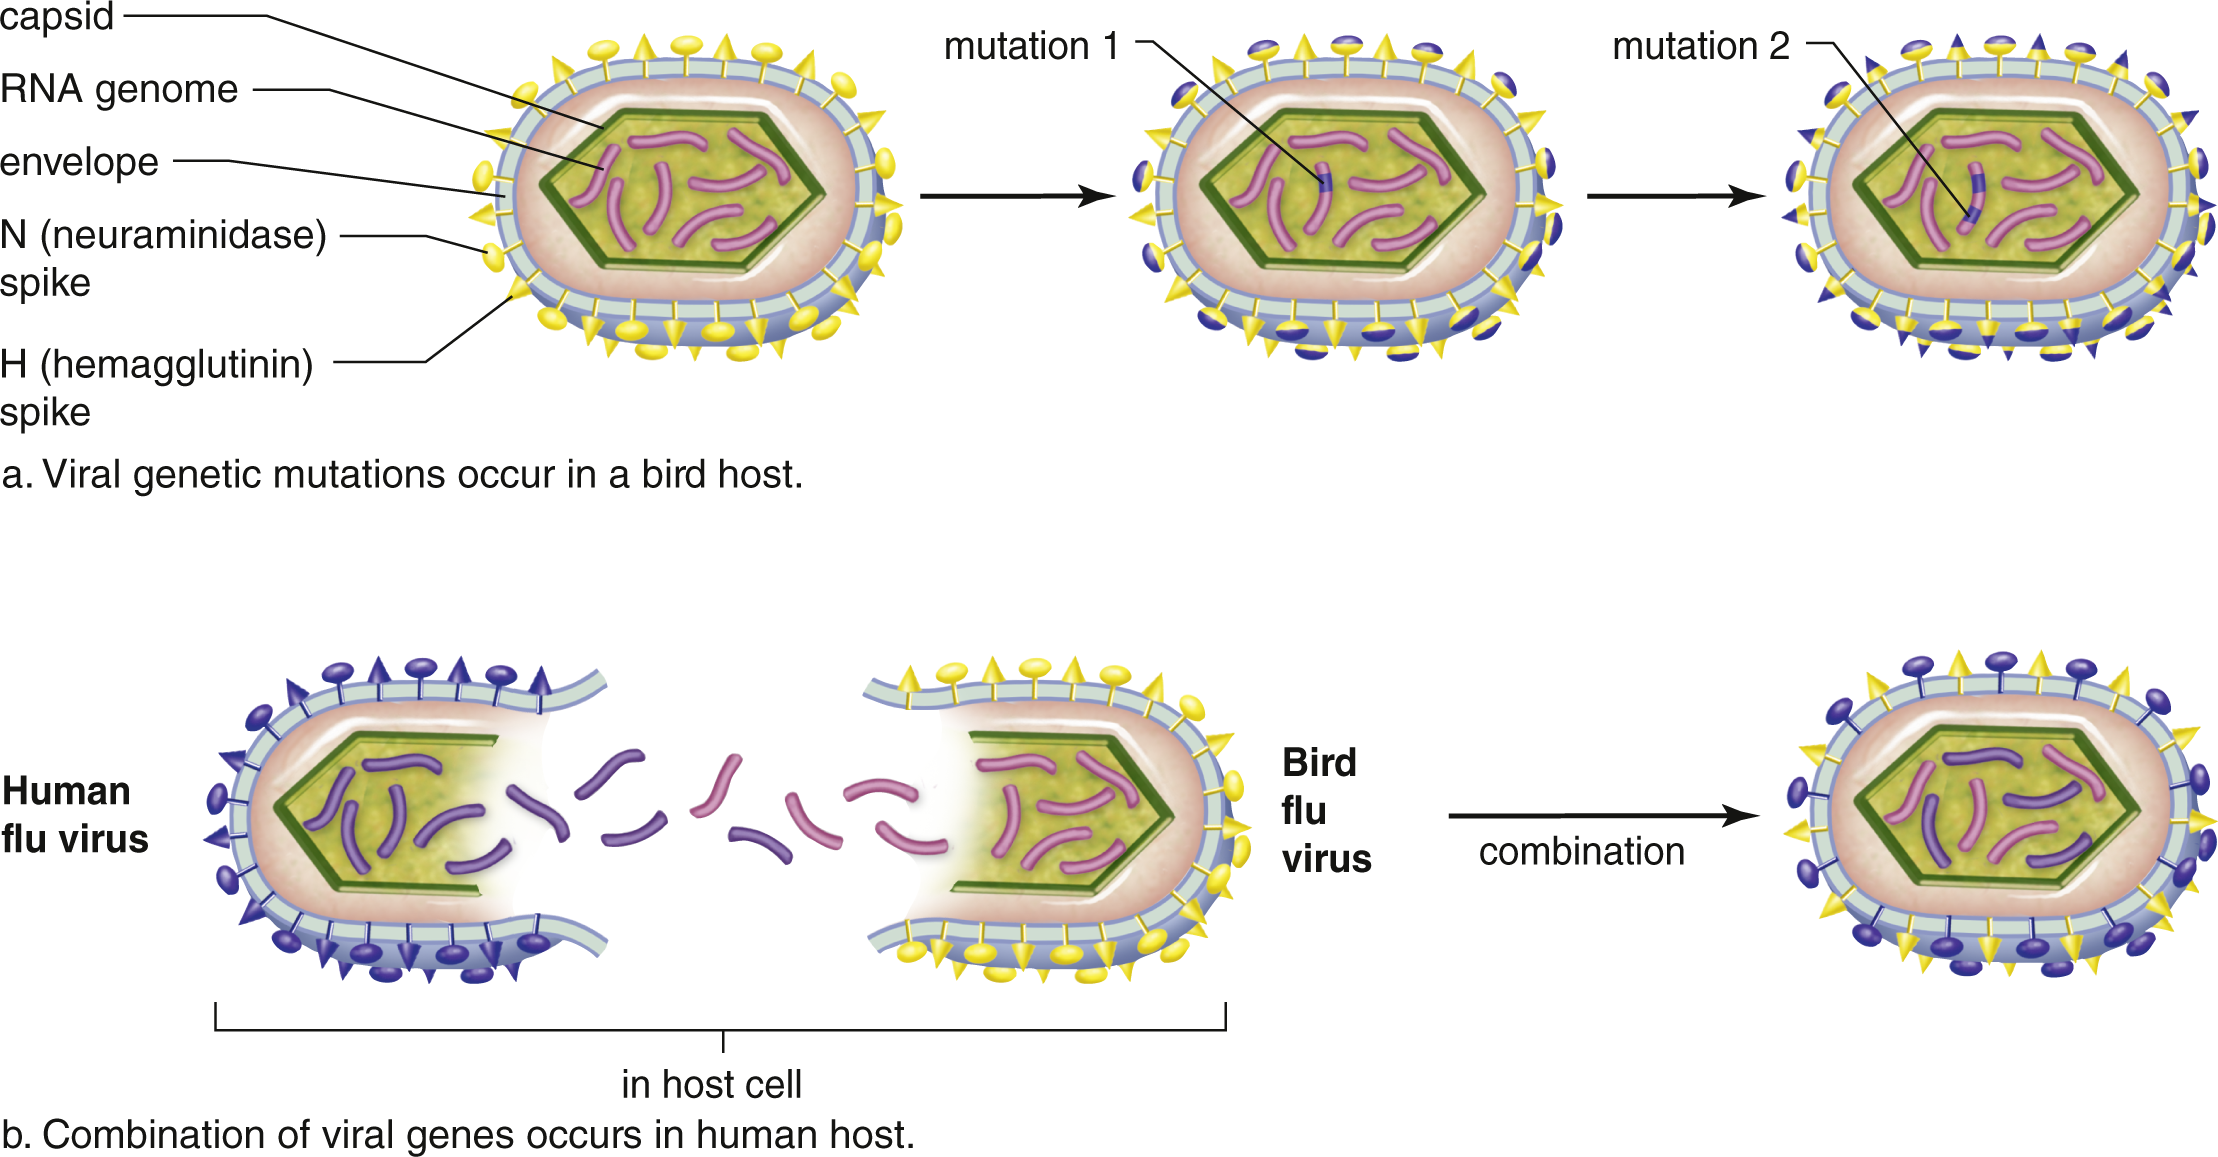 capsid
RNA genome
envelope
N (neuraminidase)
spike
H (hemagglutinin)
spike
mutation 1
mutation 2
a. Viral genetic mutations occur in a bird host.
Human
flu virus
Bird
flu
virus
combination
in host cell
b. Combination of viral genes occurs in human host.